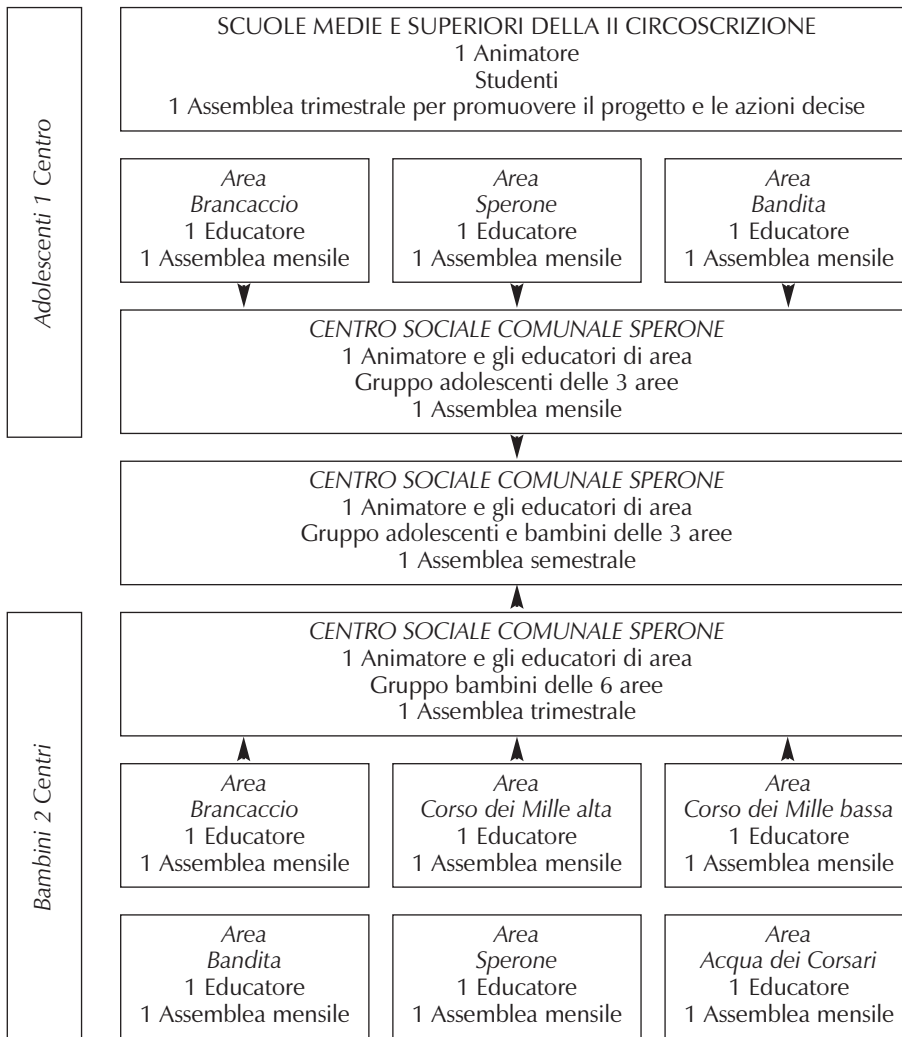 Adolescenti 1 Centro
SCUOLE MEDIE E SUPERIORI DELLA II CIRCOSCRIZIONE
1 Animatore
Studenti
1 Assemblea trimestrale per promuovere il progetto e le azioni decise
Area
Brancaccio
1 Educatore
1 Assemblea mensile
Area
Sperone
1 Educatore
1 Assemblea mensile
Area
Bandita
1 Educatore
1 Assemblea mensile
CENTRO SOCIALE COMUNALE SPERONE
1 Animatore e gli educatori di area
Gruppo adolescenti delle 3 aree
1 Assemblea mensile
CENTRO SOCIALE COMUNALE SPERONE
1 Animatore e gli educatori di area
Gruppo adolescenti e bambini delle 3 aree
1 Assemblea semestrale
Bambini 2 Centri
CENTRO SOCIALE COMUNALE SPERONE
1 Animatore e gli educatori di area
Gruppo bambini delle 6 aree
1 Assemblea trimestrale
Area
Brancaccio
1 Educatore
1 Assemblea mensile
Area
Corso dei Mille alta
1 Educatore
1 Assemblea mensile
Area
Corso dei Mille bassa
1 Educatore
1 Assemblea mensile
Area
Bandita
1 Educatore
1 Assemblea mensile
Area
Sperone
1 Educatore
1 Assemblea mensile
Area
Acqua dei Corsari
1 Educatore
1 Assemblea mensile